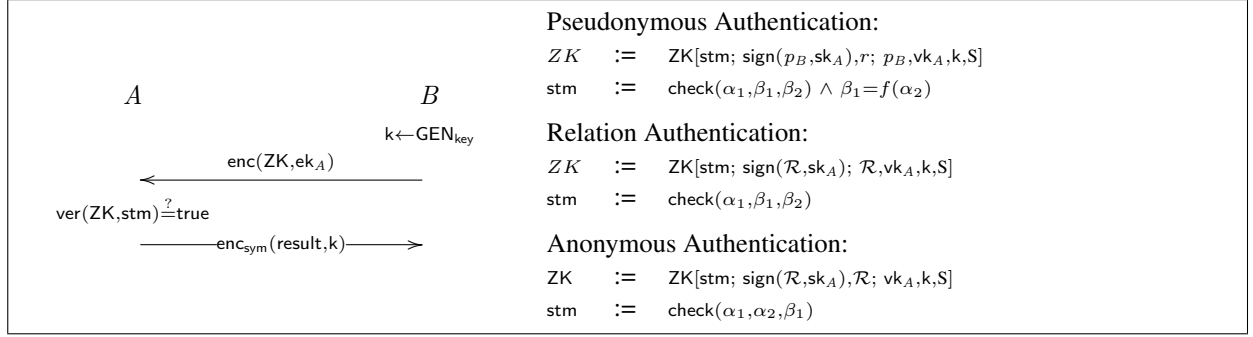 A B
k←GEN_key
enc(ZK,ek_A)
ver(ZK,stm)≟true
enc_sym(result,k)
Pseudonymous Authentication:
ZK := ZK[stm; sign(p_B,sk_A),r; p_B,vk_A,k,S]
stm := check(α_1,β_1,β_2) ∧ β_1=f(α_2)
Relation Authentication:
ZK := ZK[stm; sign(ℛ,sk_A); ℛ,vk_A,k,S]
stm := check(α_1,β_1,β_2)
Anonymous Authentication:
ZK := ZK[stm; sign(ℛ,sk_A),ℛ; vk_A,k,S]
stm := check(α_1,α_2,β_1)